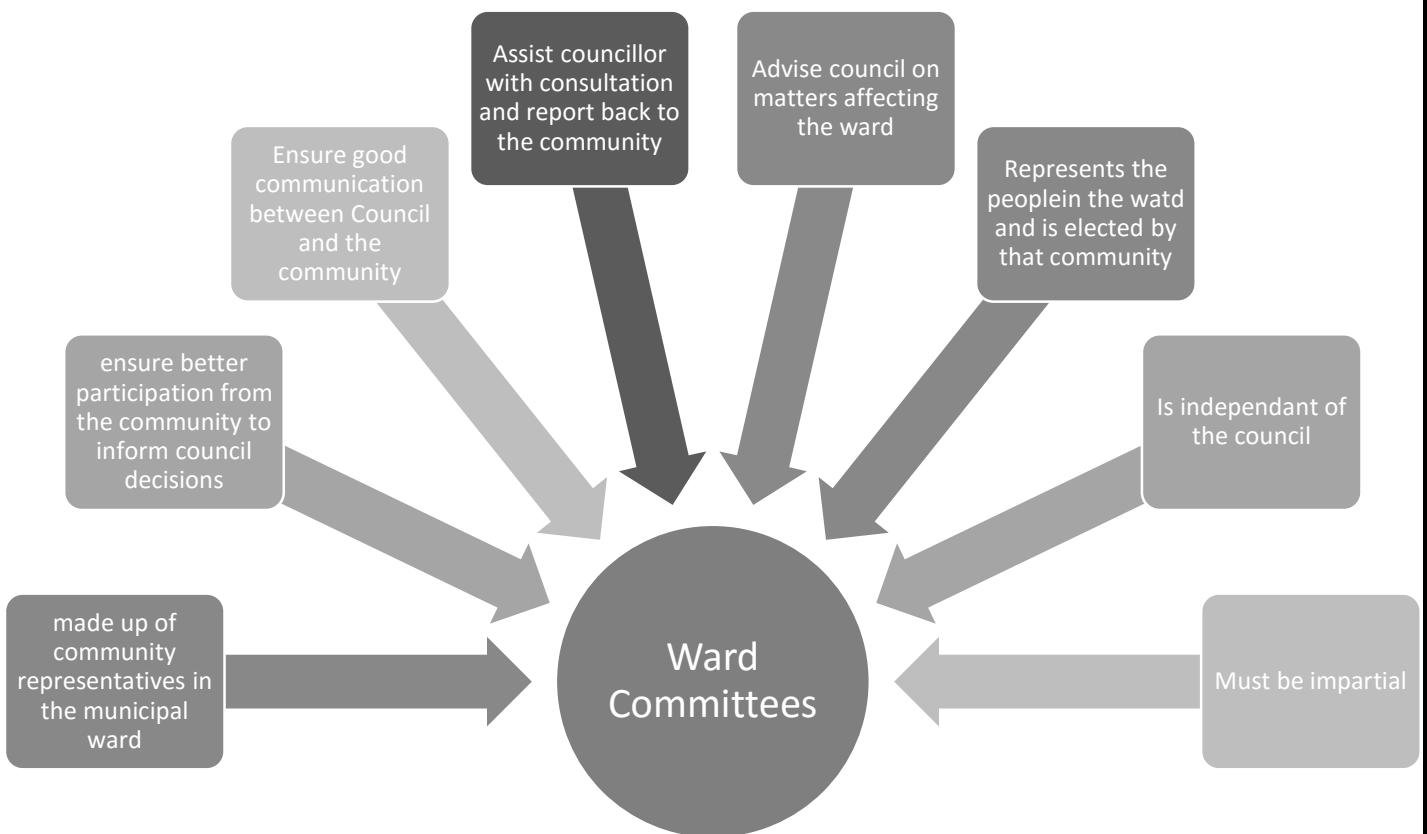 made up of
community
representatives in
the municipal
ward
ensure better
participation from
the community to
inform council
decisions
Ensure good
communication
between Council
and the
community
Assist councillor
with consultation
and report back to
the community
Advise council on
matters affecting
the ward
Represents the
peoplein the watd
and is elected by
that community
Is independant of
the council
Must be impartial
Ward
Committees